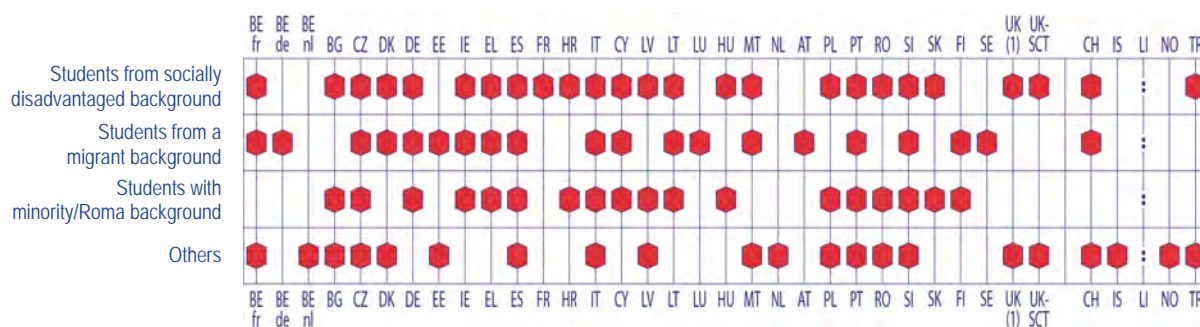 BE BE BE UK UK-
fr de nl BG CZ DK DE EE IE EL ES FR HR IT CY LV LT LU HU MT NL AT PL PT RO SI SK FI SE (1) SCT CH IS LI NO TR
Students from socially
disadvantaged background
:
Students from a
migrant background
:
Students with
minority/Roma background
:
Others
:
BE BE BE BG CZ DK DE EE IE EL ES FR HR IT CY LV LT LU HU MT NL AT PL PT RO SI SK FI SE UK UK- CH IS LI NO TR
fr de nl (1) SCT